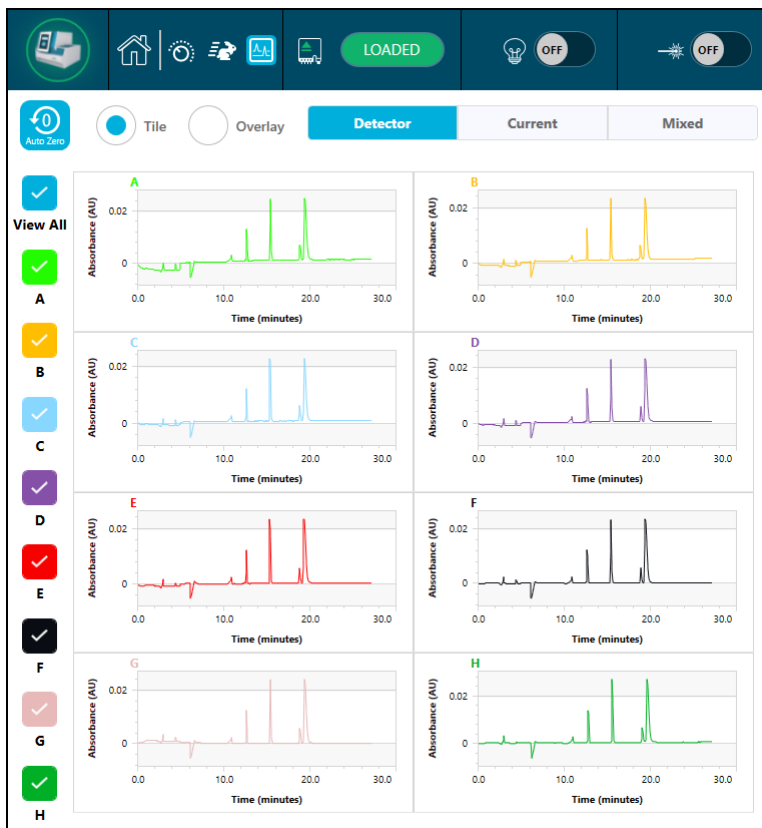 LOADED
OFF
OFF
0
Auto Zero
Tile
Overlay
Detector
Current
Mixed
View All
A
B
C
D
E
F
G
H
A
Absorbance (AU)
0.02
0
0.0 10.0 20.0 30.0
Time (minutes)
B
Absorbance (AU)
0.02
0
0.0 10.0 20.0 30.0
Time (minutes)
C
Absorbance (AU)
0.02
0
0.0 10.0 20.0 30.0
Time (minutes)
D
Absorbance (AU)
0.02
0
0.0 10.0 20.0 30.0
Time (minutes)
E
Absorbance (AU)
0.02
0
0.0 10.0 20.0 30.0
Time (minutes)
F
Absorbance (AU)
0.02
0
0.0 10.0 20.0 30.0
Time (minutes)
G
Absorbance (AU)
0.02
0
0.0 10.0 20.0 30.0
Time (minutes)
H
Absorbance (AU)
0.02
0
0.0 10.0 20.0 30.0
Time (minutes)